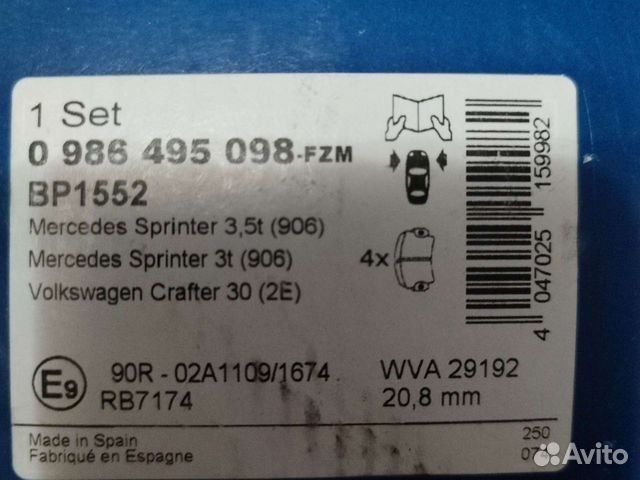 1 Set
0 986 495 098-FZM
BP1552
Mercedes Sprinter 3,5t (906)
Mercedes Sprinter 3t (906)
Volkswagen Crafter 30 (2E)
4x
4 047025 159982
E9
90R - 02A1109/1674
RB7174
WVA 29192
20,8 mm
Made in Spain
Fabriqué en Espagne
250
Avito